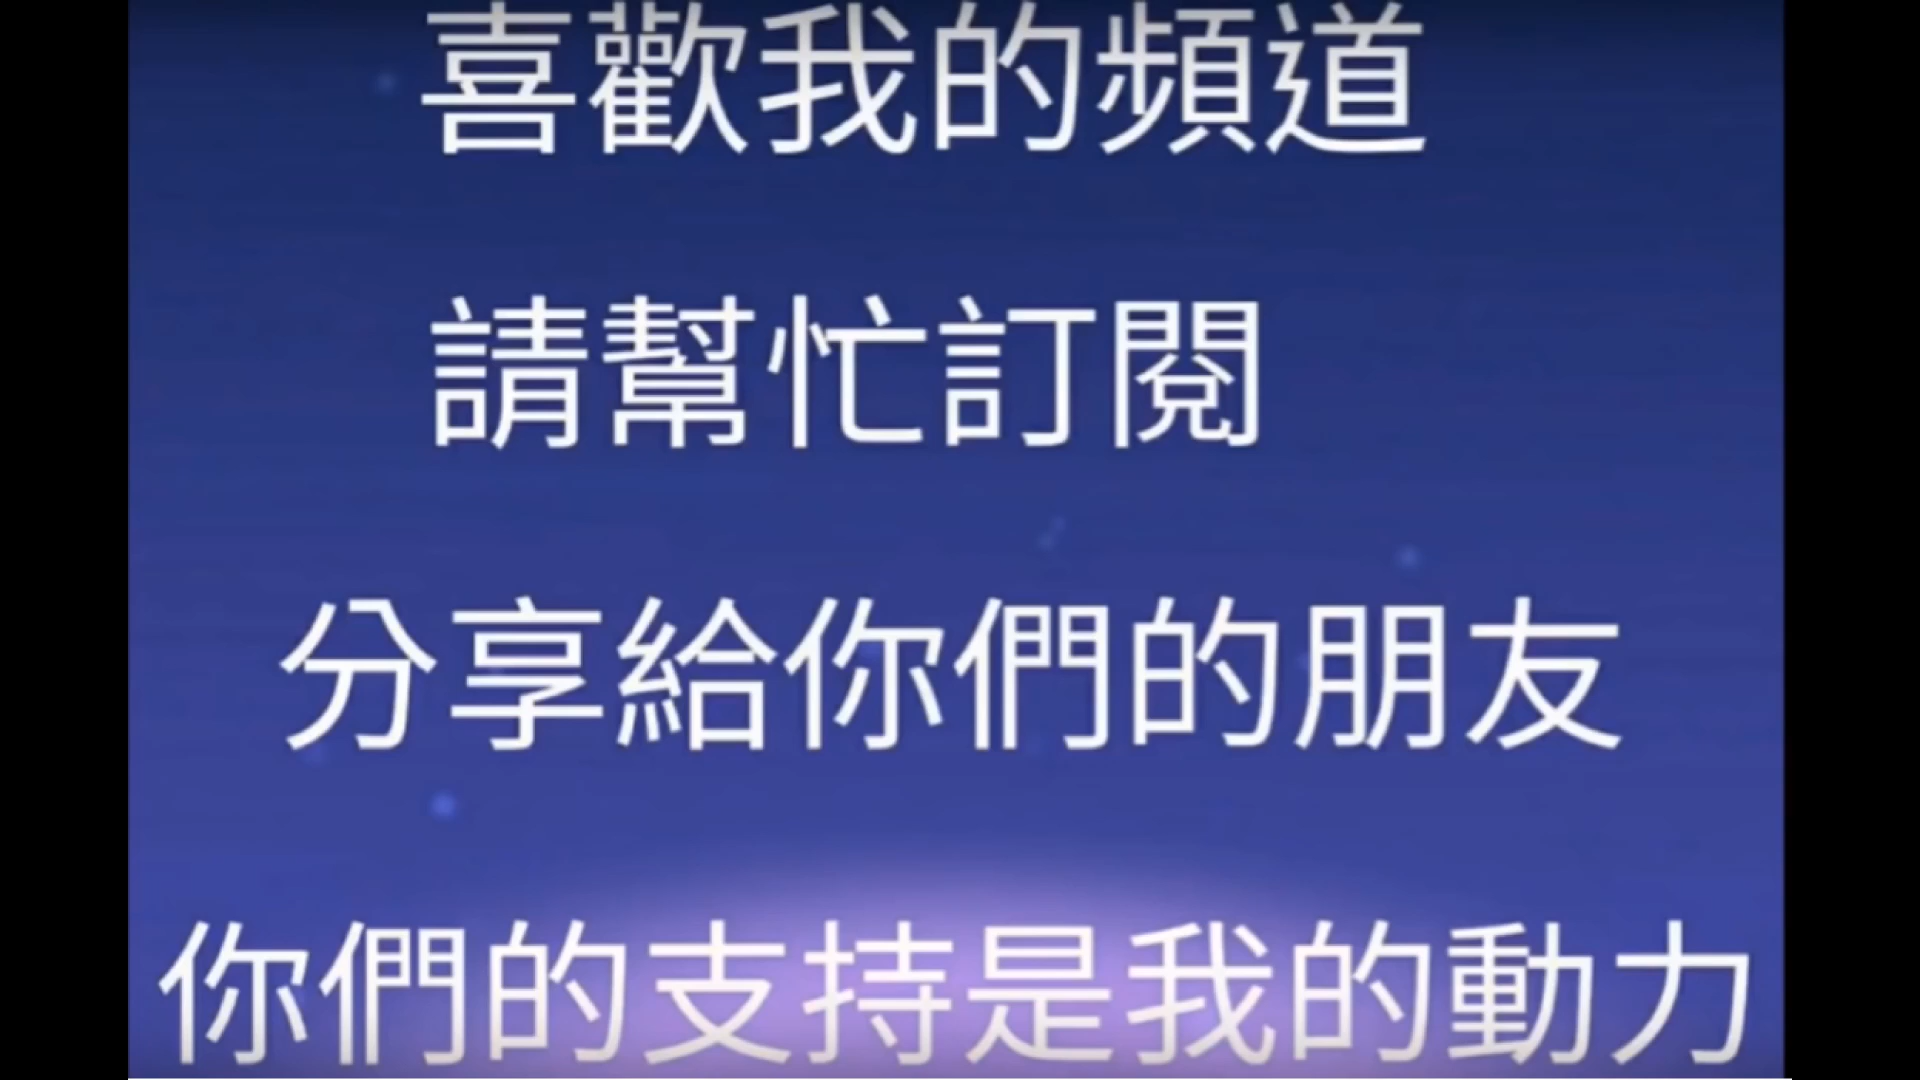 喜歡我的頻道
請幫忙訂閱
分享給你們的朋友
你們的支持是我的動力